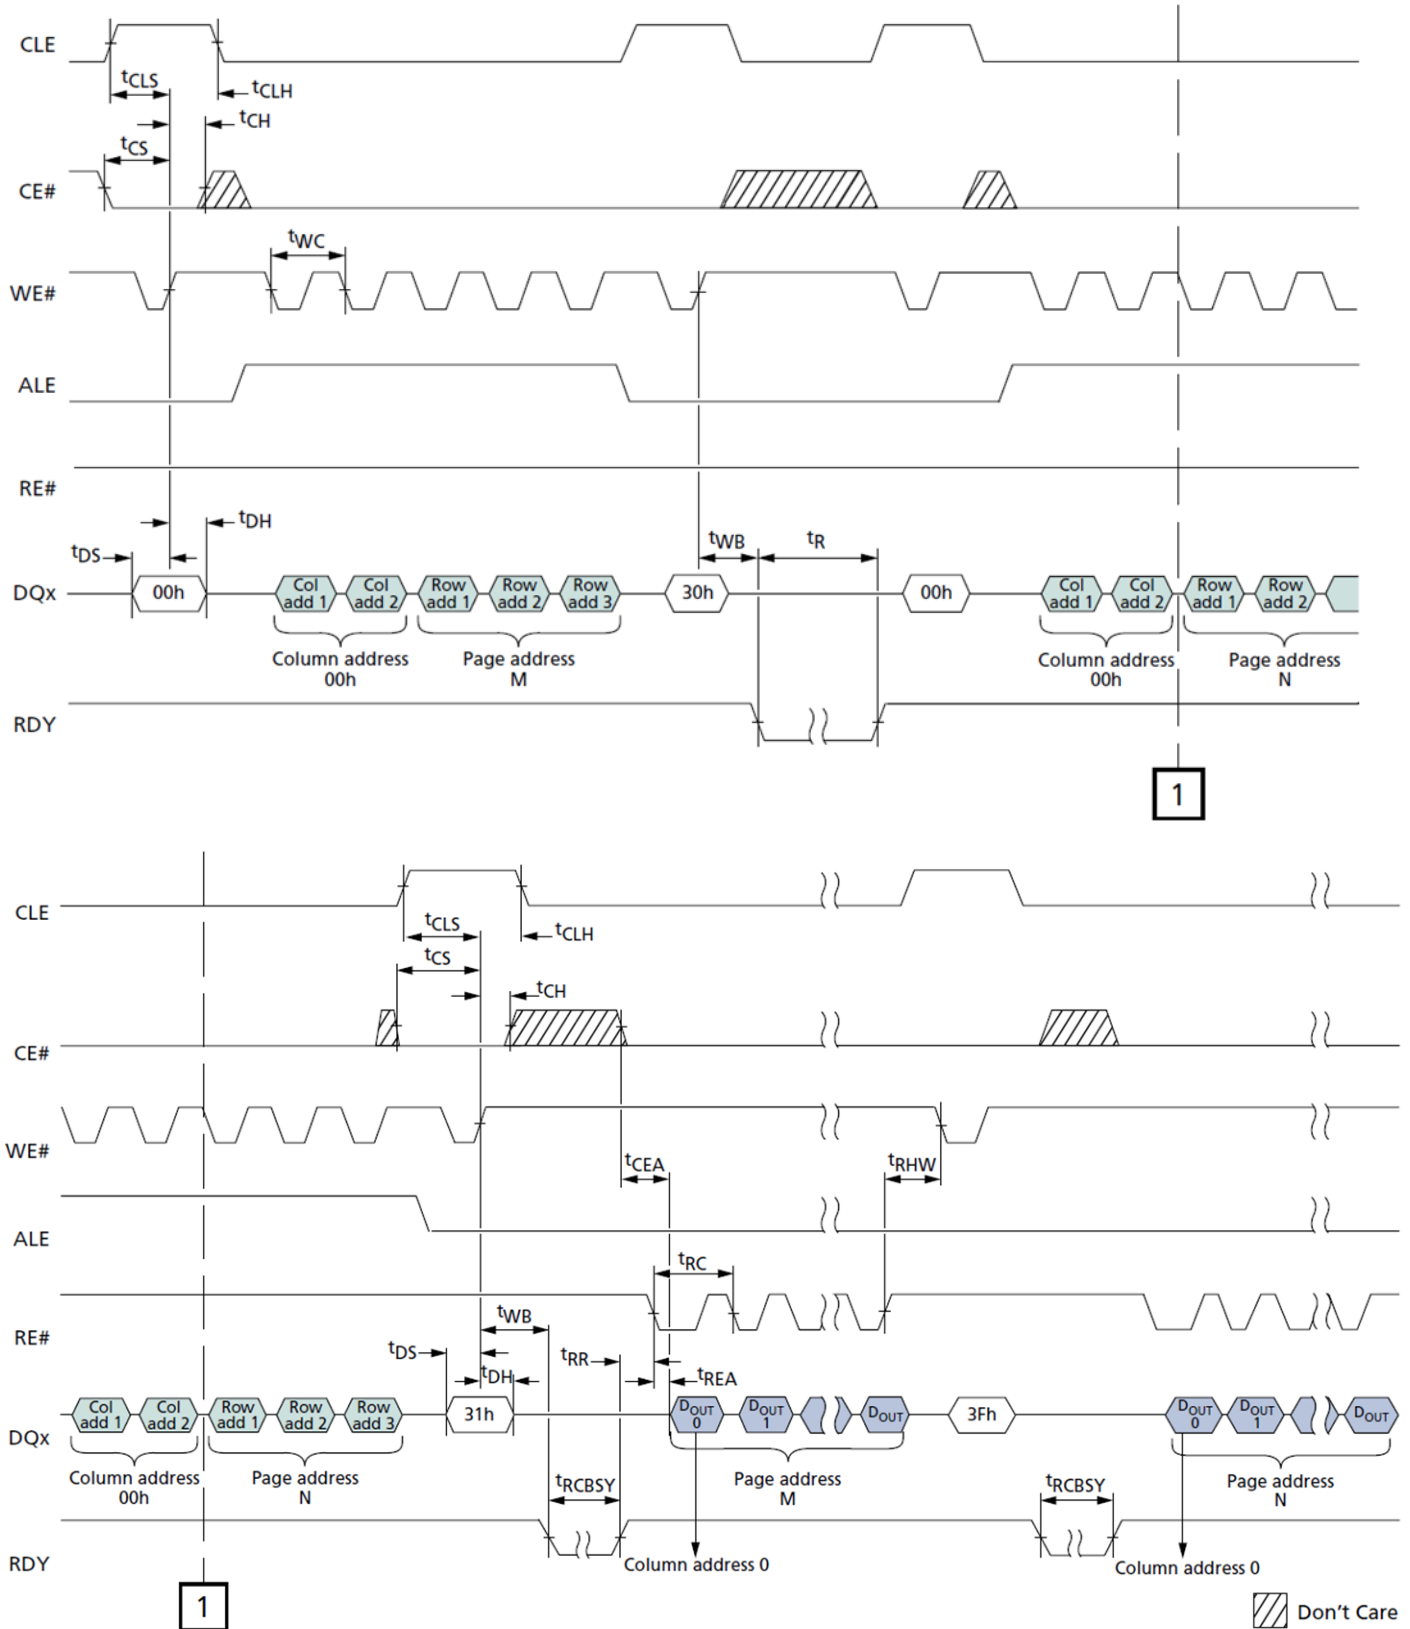 CLE
tCLS
tCLH
tCH
tCS
CE#
tWC
WE#
ALE
RE#
tDH
tDS
tWB
tR
DQx
00h
Col add 1
Col add 2
Row add 1
Row add 2
Row add 3
30h
00h
Col add 1
Col add 2
Row add 1
Row add 2
Column address
00h
Page address
M
Column address
00h
Page address
N
RDY
1
CLE
tCLS
tCLH
tCS
tCH
CE#
WE#
tCEA
tRHW
ALE
tRC
RE#
tWB
tDS
tRR
tDH
tREA
DQx
Col add 1
Col add 2
Row add 1
Row add 2
Row add 3
31h
DOUT 0
DOUT 1
DOUT
3Fh
DOUT 0
DOUT 1
DOUT
Column address
00h
Page address
N
tRCBSY
Page address
M
tRCBSY
Page address
N
RDY
Column address 0
Column address 0
1
Don't Care